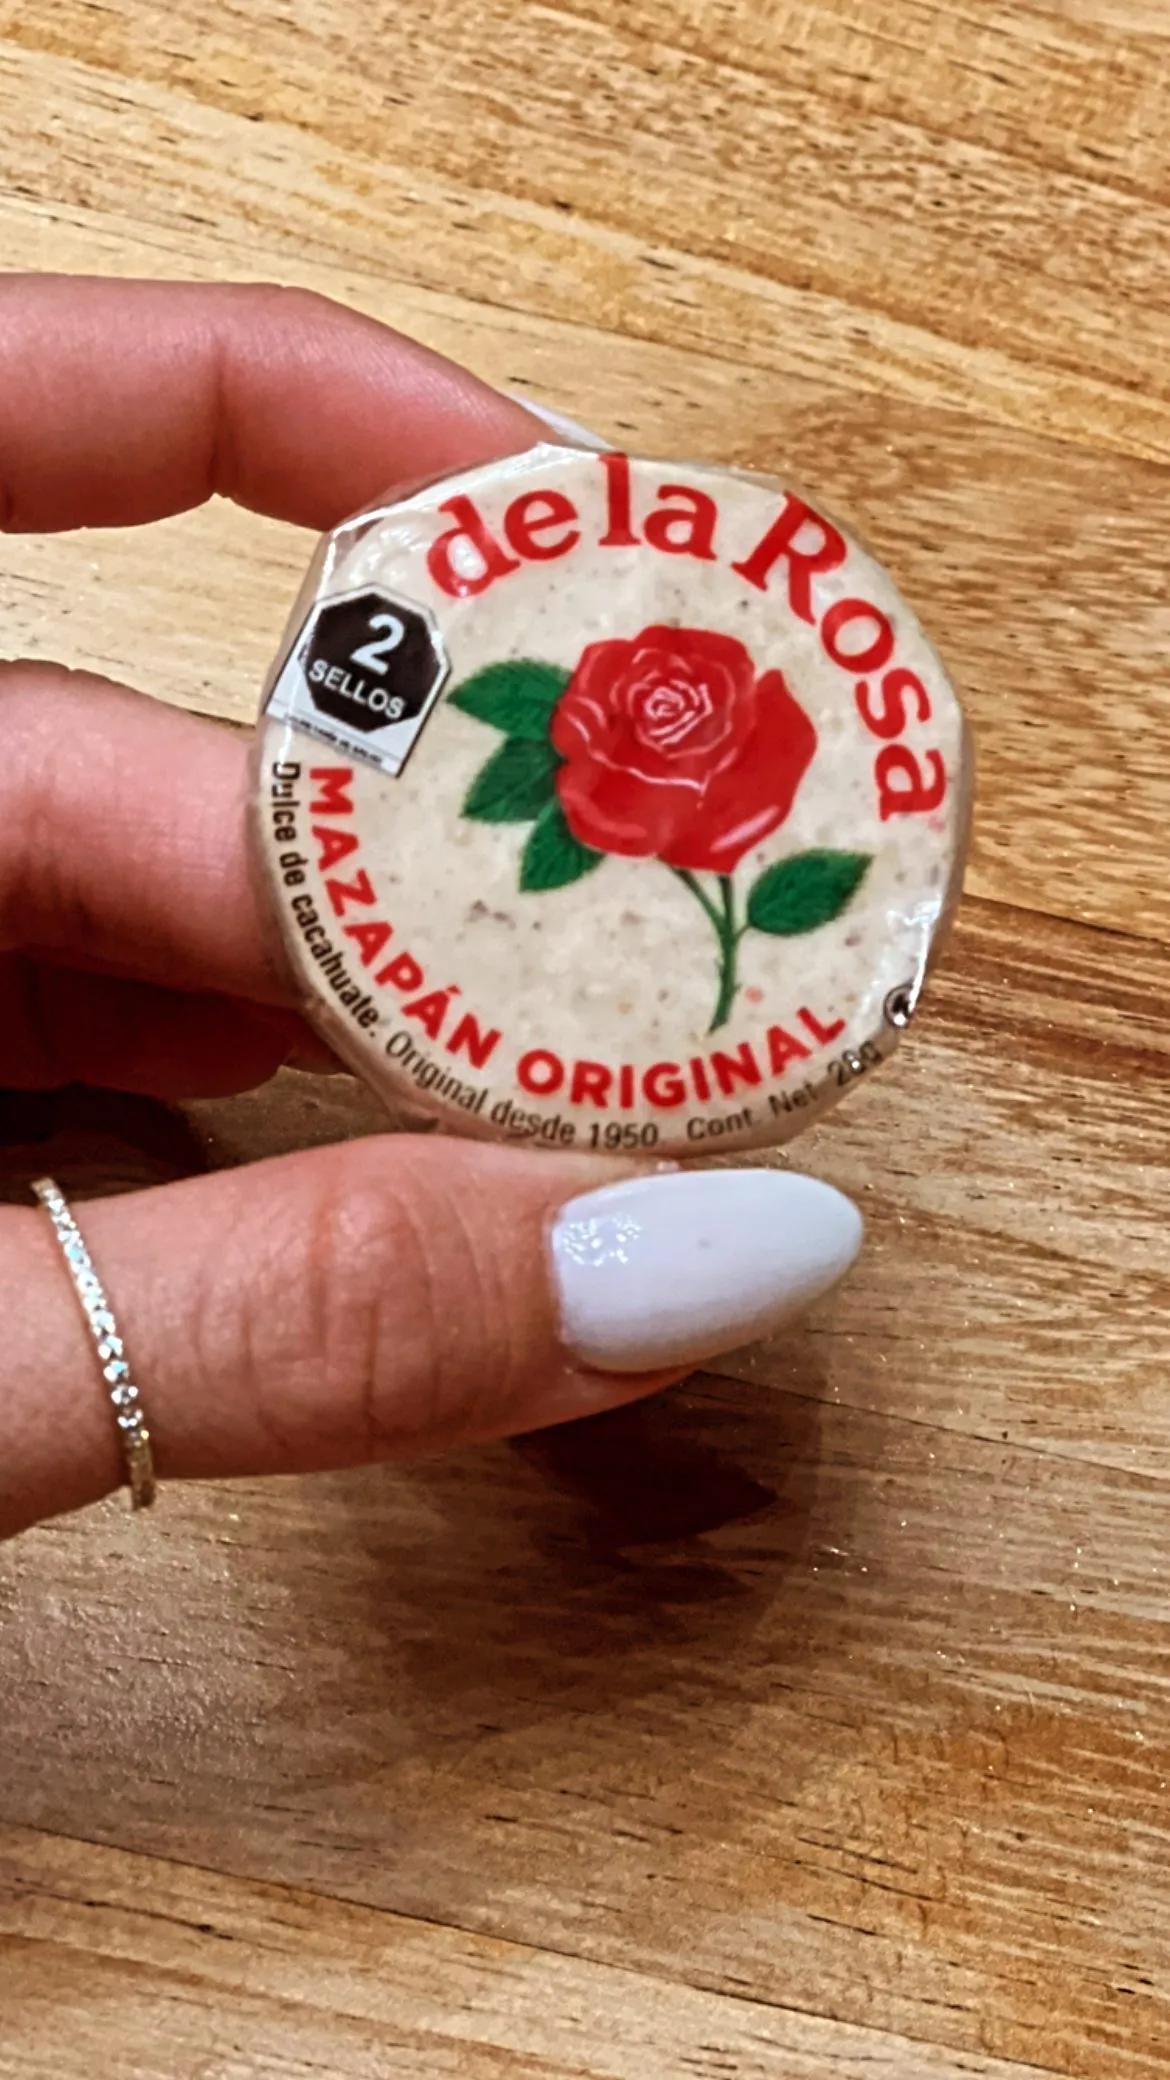 de la Rosa
2
SELLOS
MAZAPÁN ORIGINAL
Dulce de cacahuate. Original desde 1950. Cont. Net. 28g